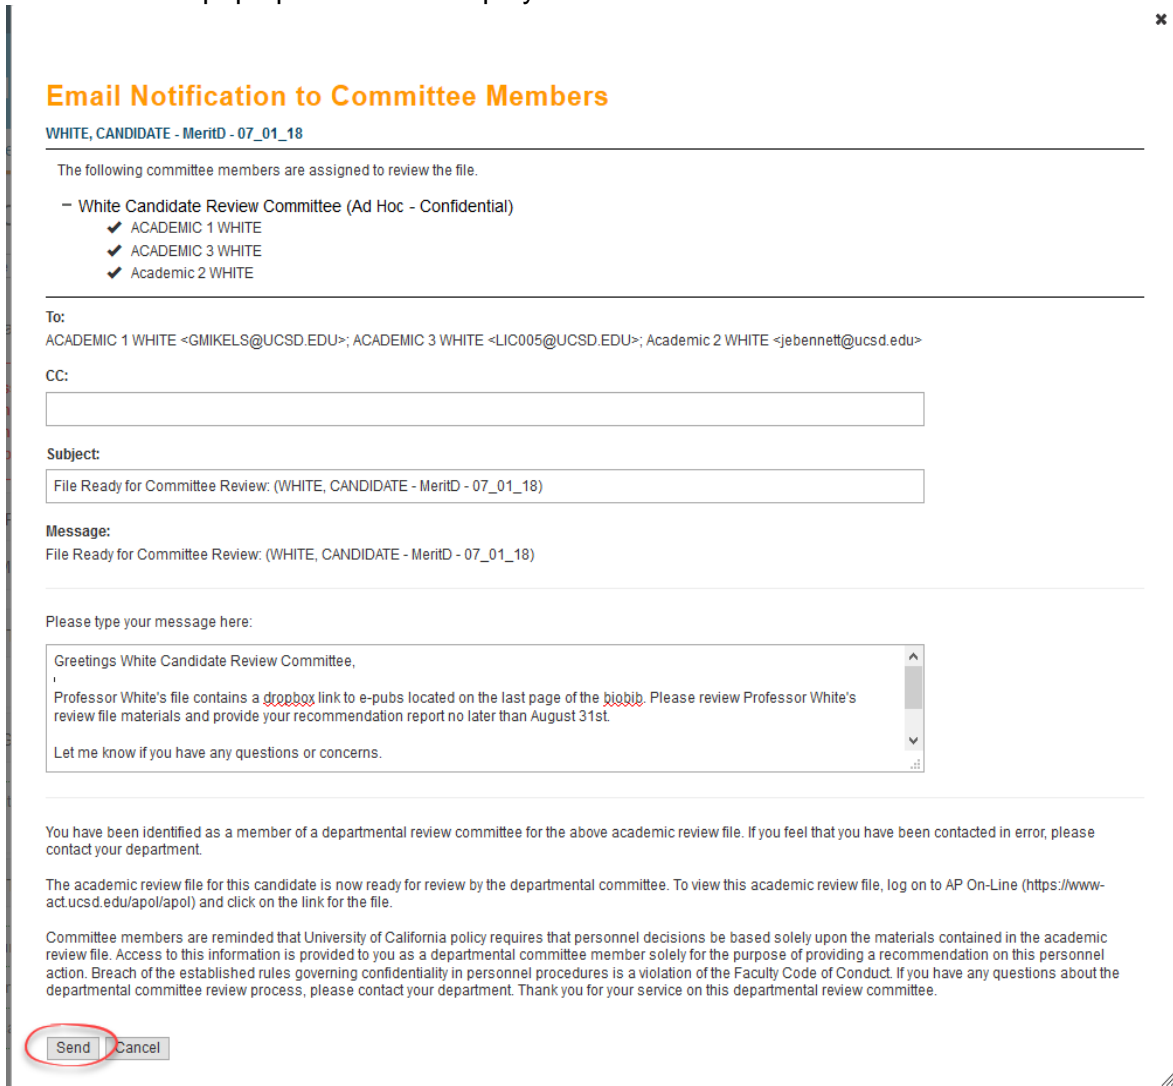 Email Notification to Committee Members
WHITE, CANDIDATE - MeritD - 07_01_18
The following committee members are assigned to review the file.
− White Candidate Review Committee (Ad Hoc - Confidential)
✔ ACADEMIC 1 WHITE
✔ ACADEMIC 3 WHITE
✔ Academic 2 WHITE
To:
ACADEMIC 1 WHITE <GMIKELS@UCSD.EDU>; ACADEMIC 3 WHITE <LIC005@UCSD.EDU>; Academic 2 WHITE <jebennett@ucsd.edu>
CC:
Subject:
File Ready for Committee Review: (WHITE, CANDIDATE - MeritD - 07_01_18)
Message:
File Ready for Committee Review: (WHITE, CANDIDATE - MeritD - 07_01_18)
Please type your message here:
Greetings White Candidate Review Committee,
Professor White's file contains a dropbox link to e-pubs located on the last page of the biobib. Please review Professor White's
review file materials and provide your recommendation report no later than August 31st.
Let me know if you have any questions or concerns.
You have been identified as a member of a departmental review committee for the above academic review file. If you feel that you have been contacted in error, please
contact your department.
The academic review file for this candidate is now ready for review by the departmental committee. To view this academic review file, log on to AP On-Line (https://www-
act.ucsd.edu/apol/apol) and click on the link for the file.
Committee members are reminded that University of California policy requires that personnel decisions be based solely upon the materials contained in the academic
review file. Access to this information is provided to you as a departmental committee member solely for the purpose of providing a recommendation on this personnel
action. Breach of the established rules governing confidentiality in personnel procedures is a violation of the Faculty Code of Conduct. If you have any questions about the
departmental committee review process, please contact your department. Thank you for your service on this departmental review committee.
Send Cancel